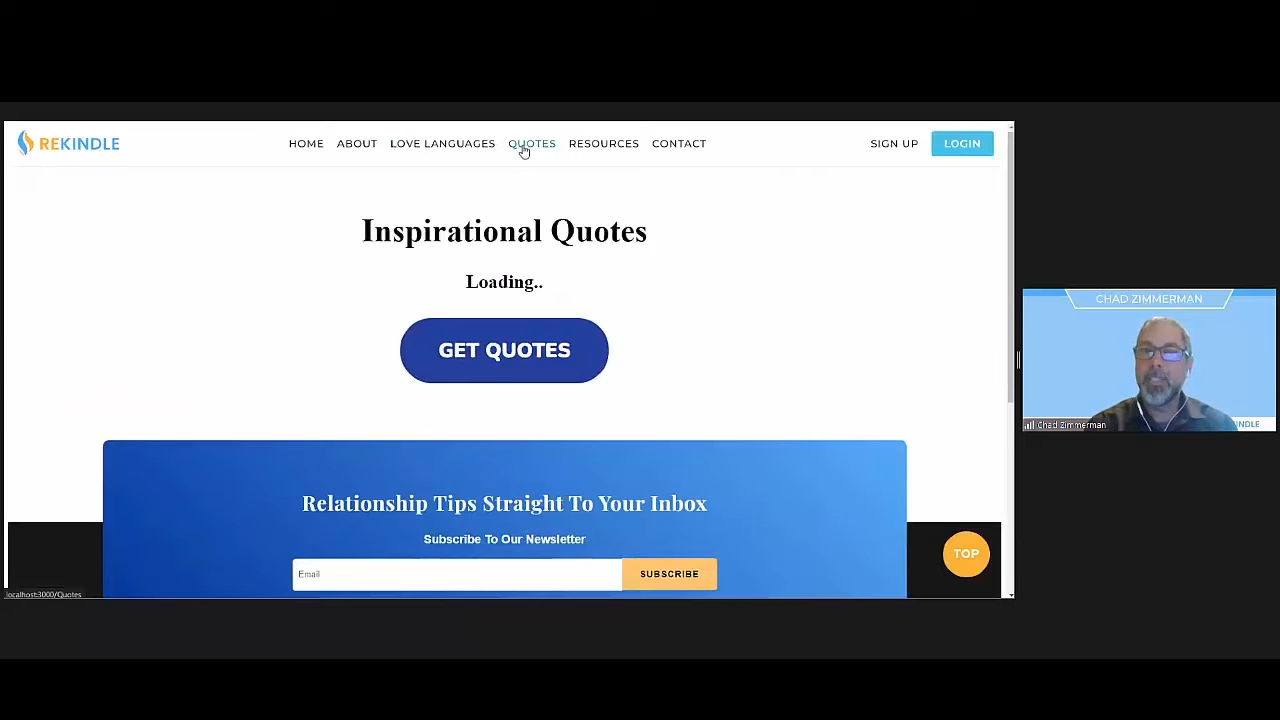 REKINDLE
HOME ABOUT LOVE LANGUAGES QUOTES RESOURCES CONTACT
SIGN UP LOGIN
Inspirational Quotes
Loading..
GET QUOTES
CHAD ZIMMERMAN
Chad Zimmerman
INDLE
Relationship Tips Straight To Your Inbox
Subscribe To Our Newsletter
TOP
Email SUBSCRIBE
localhost:3000/Quotes